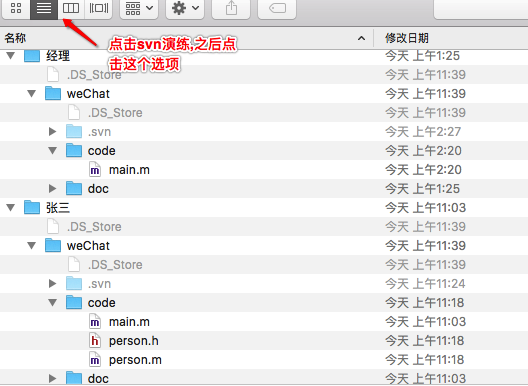 点击svn演练,之后点
击这个选项
名称 修改日期
经理 今天 上午1:25
.DS_Store 今天 上午11:39
weChat 今天 上午11:39
.DS_Store 今天 上午11:39
.svn 今天 上午2:27
code 今天 上午2:20
main.m 今天 上午2:20
doc 今天 上午1:25
张三 今天 上午11:03
.DS_Store 今天 上午11:39
weChat 今天 上午11:39
.DS_Store 今天 上午11:39
.svn 今天 上午11:24
code 今天 上午11:18
main.m 今天 上午11:03
person.h 今天 上午11:18
person.m 今天 上午11:18
doc 今天 上午11:03